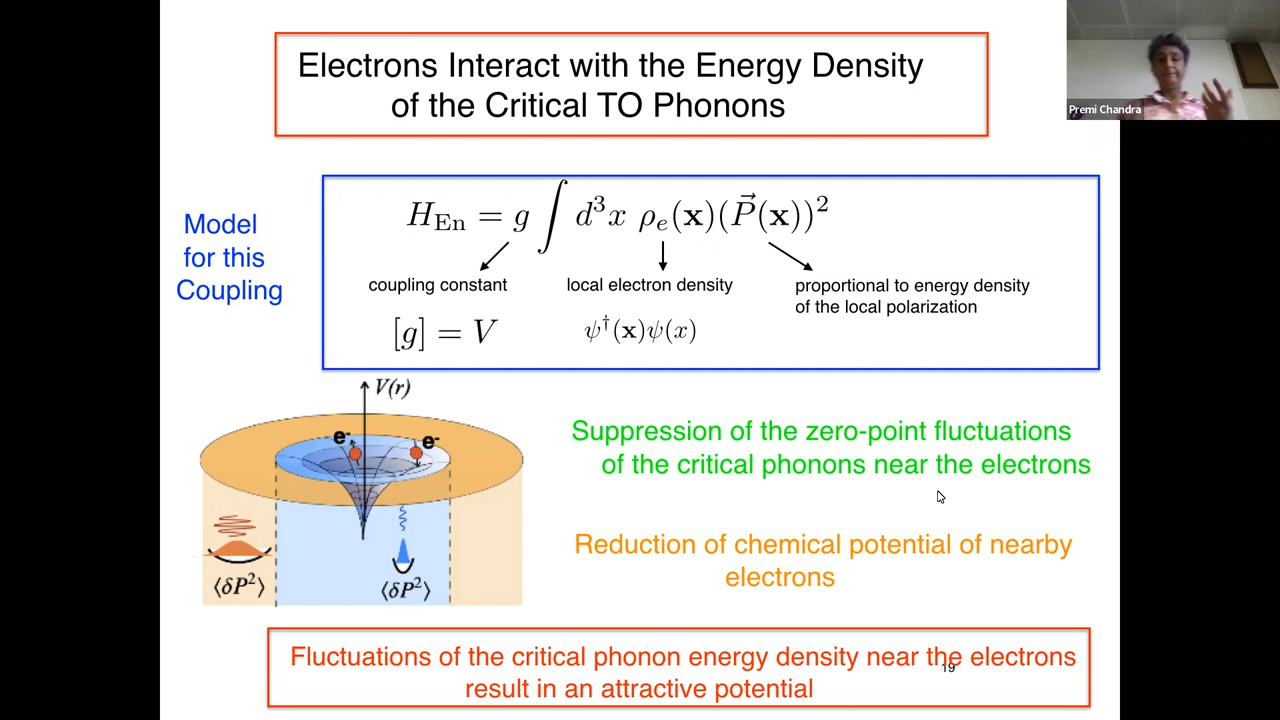 Electrons Interact with the Energy Density
of the Critical TO Phonons
Premi Chandra
Model
for this
Coupling
H_En = g ∫ d³x ρₑ(𝐱)(P⃗(𝐱))²
coupling constant
local electron density
proportional to energy density
of the local polarization
[g] = V
ψ†(𝐱)ψ(x)
V(r)
e⁻
e⁻
⟨δP²⟩
⟨δP²⟩
Suppression of the zero-point fluctuations
of the critical phonons near the electrons
Reduction of chemical potential of nearby
electrons
Fluctuations of the critical phonon energy density near the electrons
result in an attractive potential
19